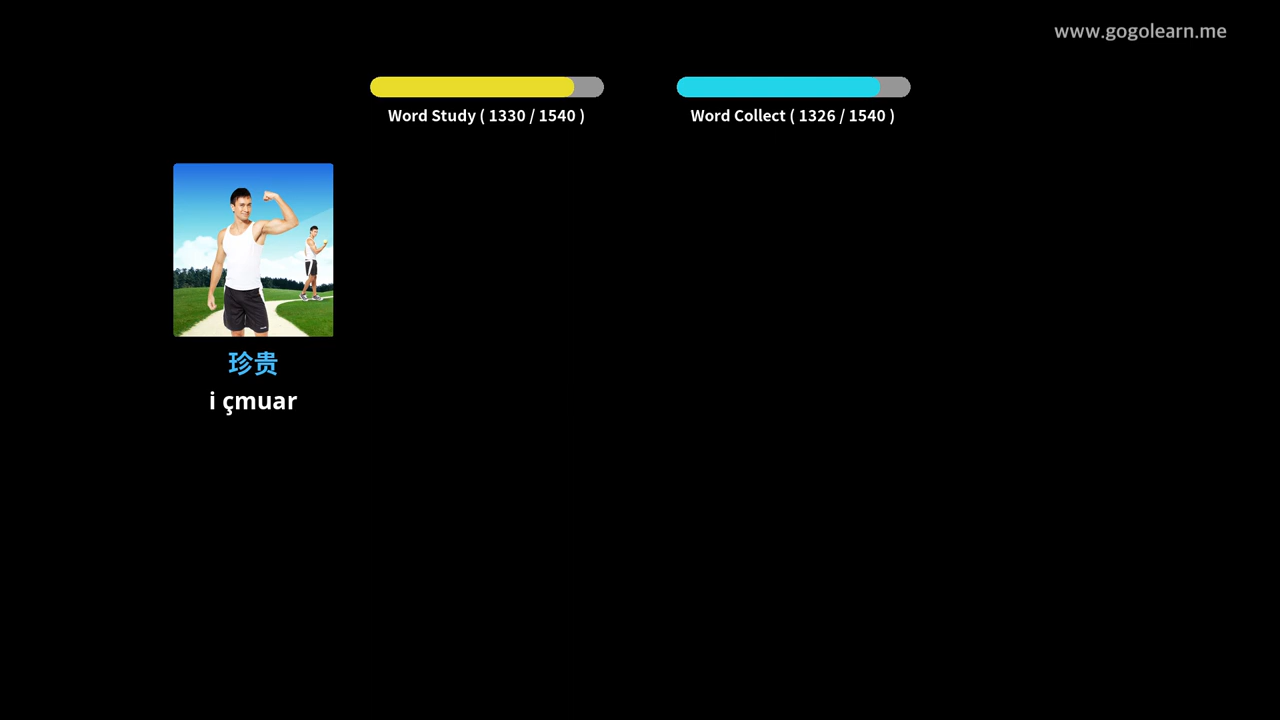 www.gogolearn.me
Word Study ( 1330 / 1540 )
Word Collect ( 1326 / 1540 )
珍贵
i çmuar